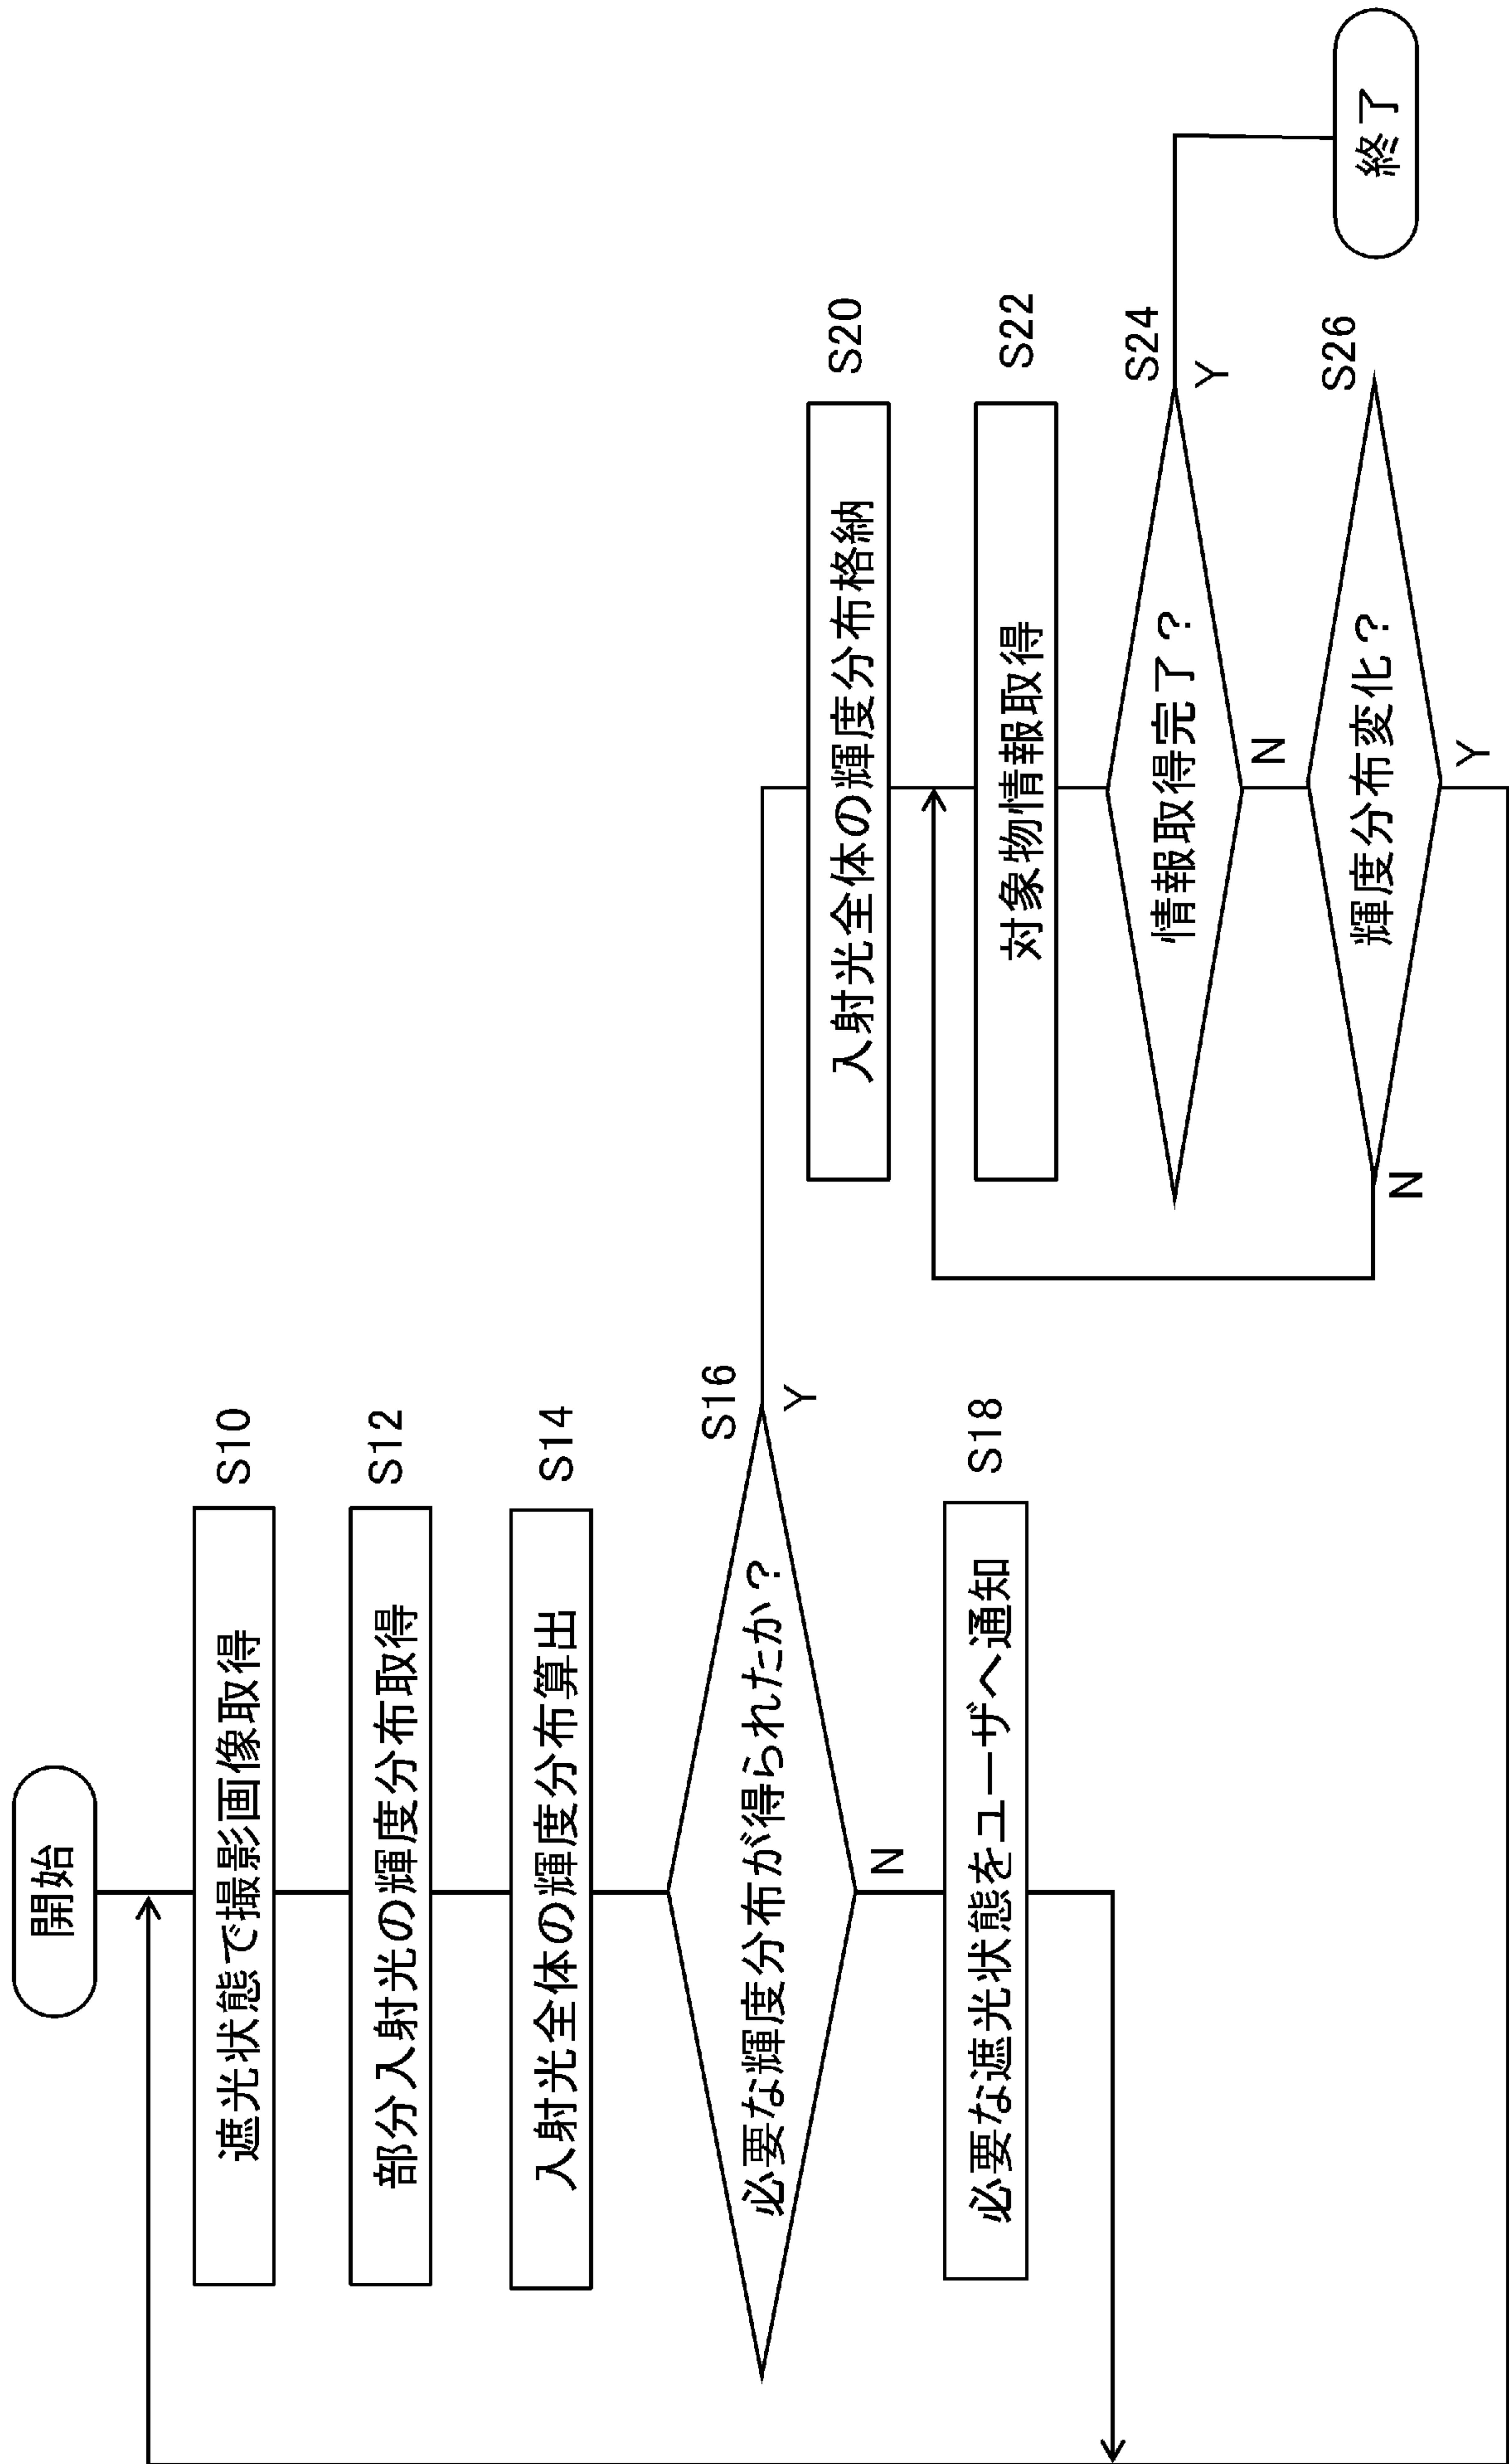 開始
遮光状態で撮影画像取得
S10
部分入射光の輝度分布取得
S12
入射光全体の輝度分布算出
S14
必要な輝度分布が得られたか？
S16
Y
N
必要な遮光状態をユーザへ通知
S18
入射光全体の輝度分布格納
S20
対象物情報取得
S22
情報取得完了？
S24
Y
N
輝度分布変化？
S26
N
Y
終了